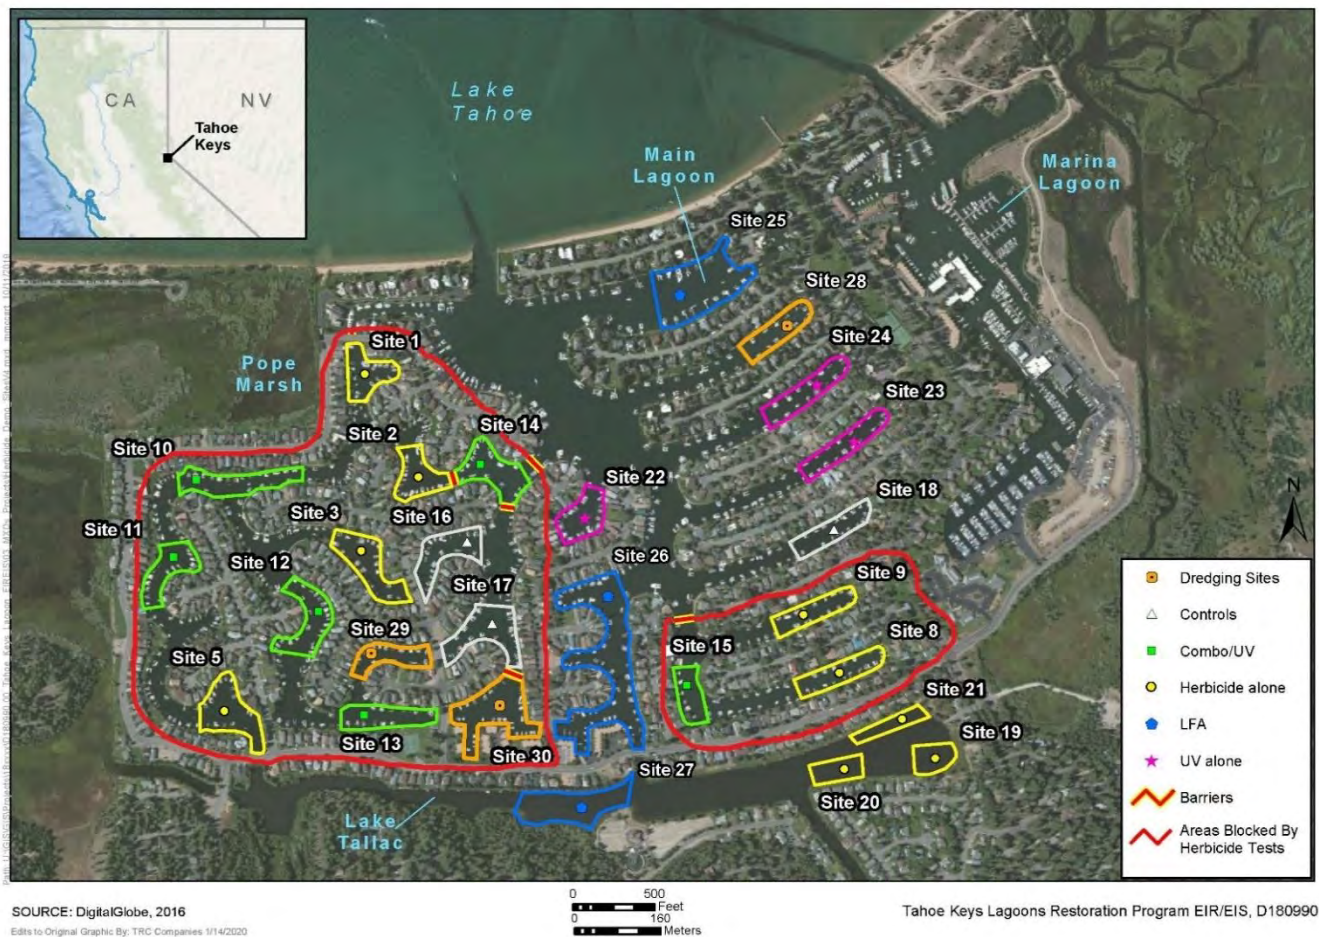 CA
NV
Tahoe
Keys
Lake
Tahoe
Main
Lagoon
Marina
Lagoon
Site 25
Site 28
Site 24
Site 23
Site 1
Pope
Marsh
Site 2
Site 14
Site 10
Site 22
Site 18
Site 11
Site 3
Site 16
Site 26
Site 12
Site 17
Site 9
Site 29
Site 8
Site 15
Site 5
Site 21
Site 19
Site 13
Site 30
Site 27
Site 20
Lake
Tallac
N
Dredging Sites
Controls
Combo/UV
Herbicide alone
LFA
UV alone
Barriers
Areas Blocked By
Herbicide Tests
0 500
Feet
0 160
Meters
SOURCE: DigitalGlobe, 2016
Edits to Original Graphic By: TRC Companies 1/14/2020
Tahoe Keys Lagoons Restoration Program EIR/EIS, D180990